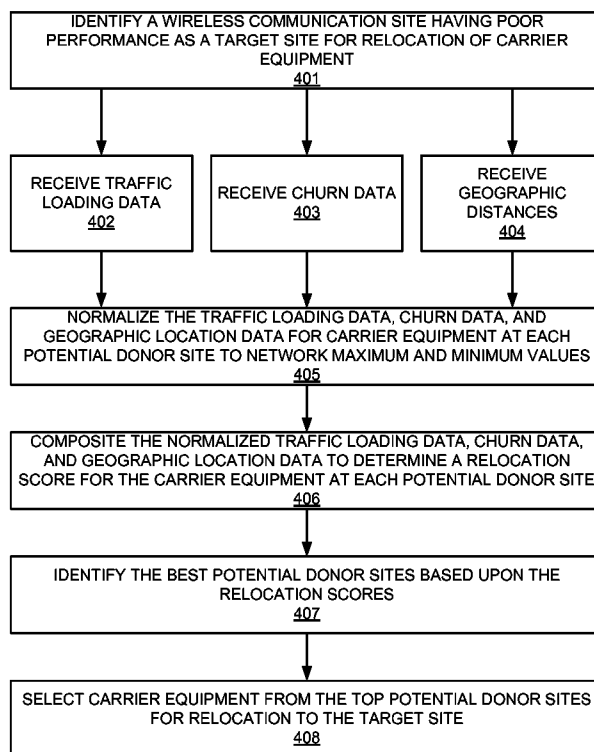 IDENTIFY A WIRELESS COMMUNICATION SITE HAVING POOR
PERFORMANCE AS A TARGET SITE FOR RELOCATION OF CARRIER
EQUIPMENT
401
RECEIVE TRAFFIC
LOADING DATA
402
RECEIVE CHURN DATA
403
RECEIVE
GEOGRAPHIC
DISTANCES
404
NORMALIZE THE TRAFFIC LOADING DATA, CHURN DATA, AND
GEOGRAPHIC LOCATION DATA FOR CARRIER EQUIPMENT AT EACH
POTENTIAL DONOR SITE TO NETWORK MAXIMUM AND MINIMUM VALUES
405
COMPOSITE THE NORMALIZED TRAFFIC LOADING DATA, CHURN DATA,
AND GEOGRAPHIC LOCATION DATA TO DETERMINE A RELOCATION
SCORE FOR THE CARRIER EQUIPMENT AT EACH POTENTIAL DONOR SITE
406
IDENTIFY THE BEST POTENTIAL DONOR SITES BASED UPON THE
RELOCATION SCORES
407
SELECT CARRIER EQUIPMENT FROM THE TOP POTENTIAL DONOR SITES
FOR RELOCATION TO THE TARGET SITE
408